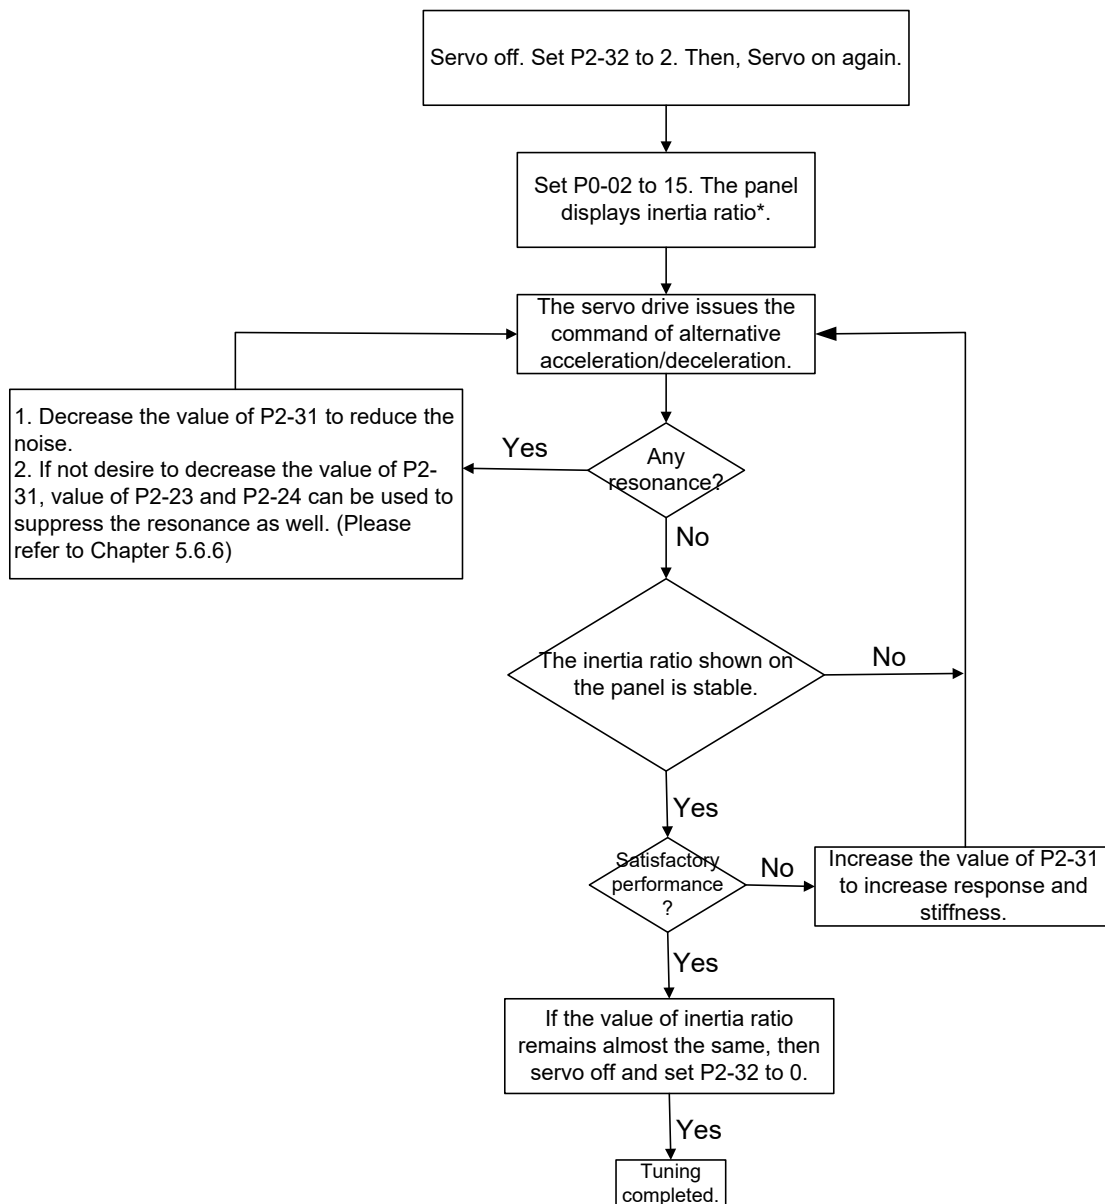 Servo off. Set P2-32 to 2. Then, Servo on again.
Set P0-02 to 15. The panel
displays inertia ratio*.
The servo drive issues the
command of alternative
acceleration/deceleration.
1. Decrease the value of P2-31 to reduce the
noise.
2. If not desire to decrease the value of P2-
31, value of P2-23 and P2-24 can be used to
suppress the resonance as well. (Please
refer to Chapter 5.6.6)
Yes
Any
resonance?
No
The inertia ratio shown on
the panel is stable.
No
Yes
Satisfactory
performance
?
No
Increase the value of P2-31
to increase response and
stiffness.
Yes
If the value of inertia ratio
remains almost the same, then
servo off and set P2-32 to 0.
Yes
Tuning
completed.